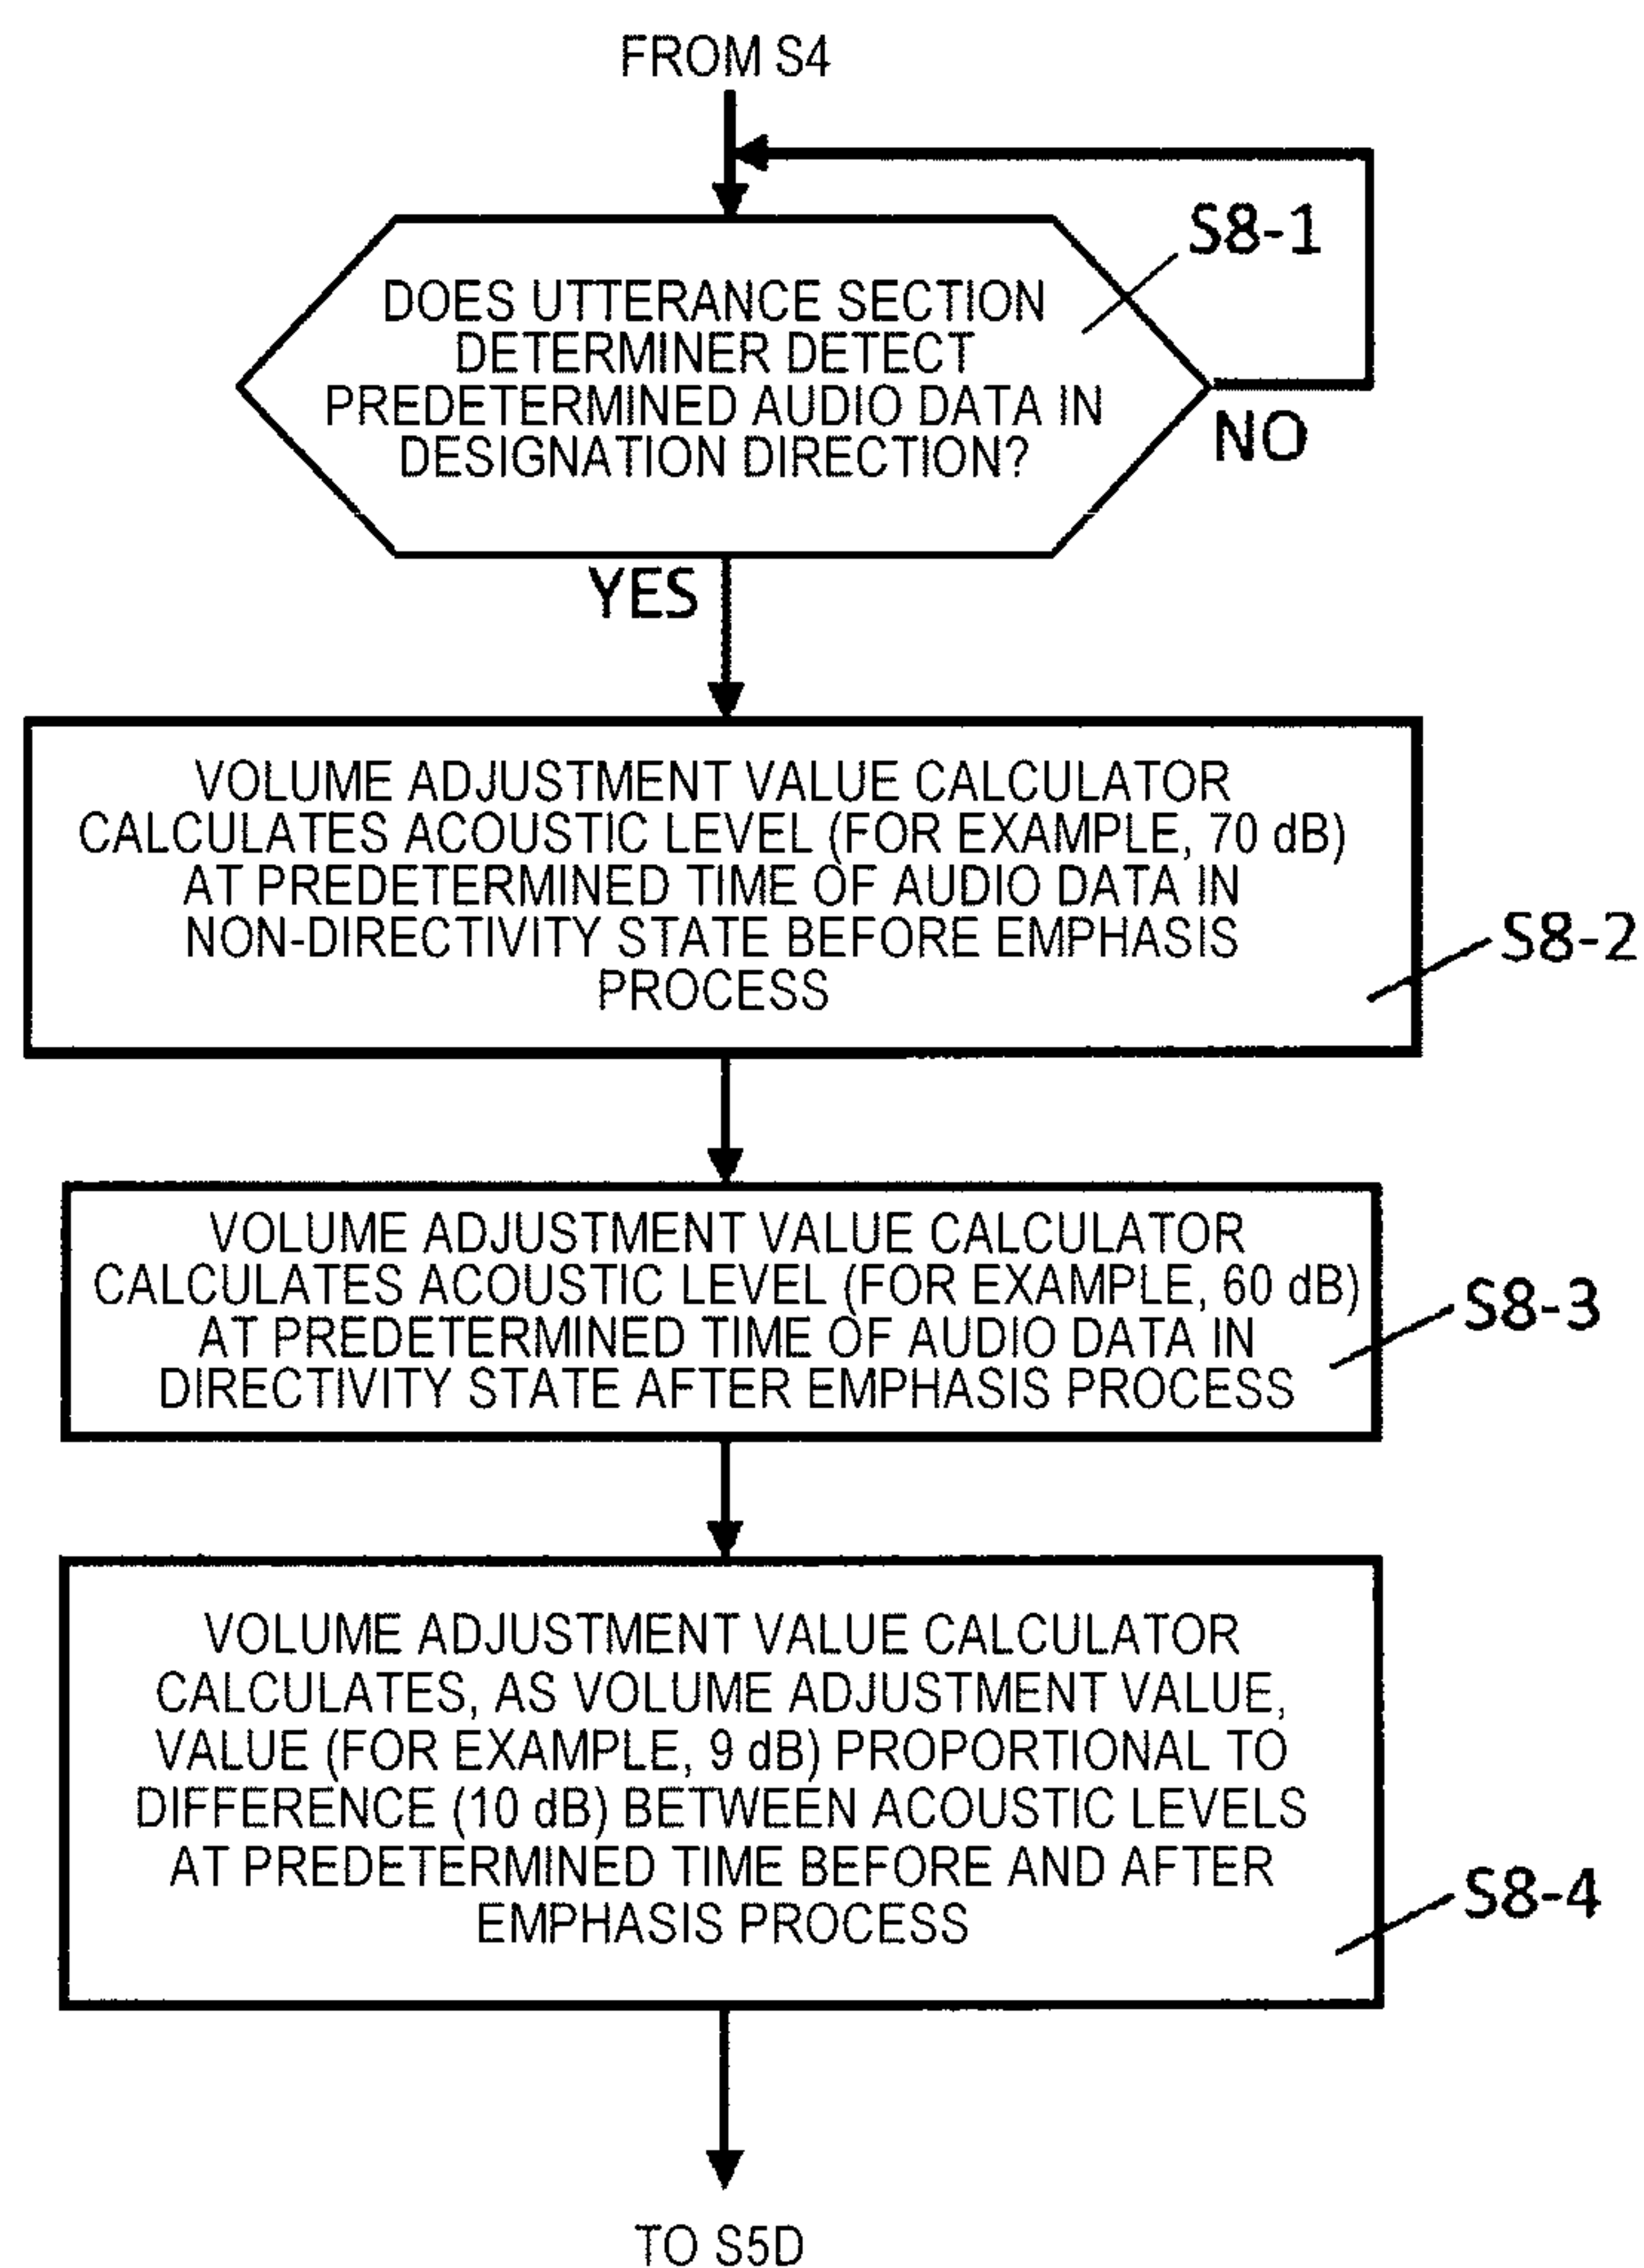 FROM S4
S8-1
DOES UTTERANCE SECTION
DETERMINER DETECT
PREDETERMINED AUDIO DATA IN
DESIGNATION DIRECTION?
NO
YES
VOLUME ADJUSTMENT VALUE CALCULATOR
CALCULATES ACOUSTIC LEVEL (FOR EXAMPLE, 70 dB)
AT PREDETERMINED TIME OF AUDIO DATA IN
NON-DIRECTIVITY STATE BEFORE EMPHASIS
PROCESS
S8-2
VOLUME ADJUSTMENT VALUE CALCULATOR
CALCULATES ACOUSTIC LEVEL (FOR EXAMPLE, 60 dB)
AT PREDETERMINED TIME OF AUDIO DATA IN
DIRECTIVITY STATE AFTER EMPHASIS PROCESS
S8-3
VOLUME ADJUSTMENT VALUE CALCULATOR
CALCULATES, AS VOLUME ADJUSTMENT VALUE,
VALUE (FOR EXAMPLE, 9 dB) PROPORTIONAL TO
DIFFERENCE (10 dB) BETWEEN ACOUSTIC LEVELS
AT PREDETERMINED TIME BEFORE AND AFTER
EMPHASIS PROCESS
S8-4
TO S5D